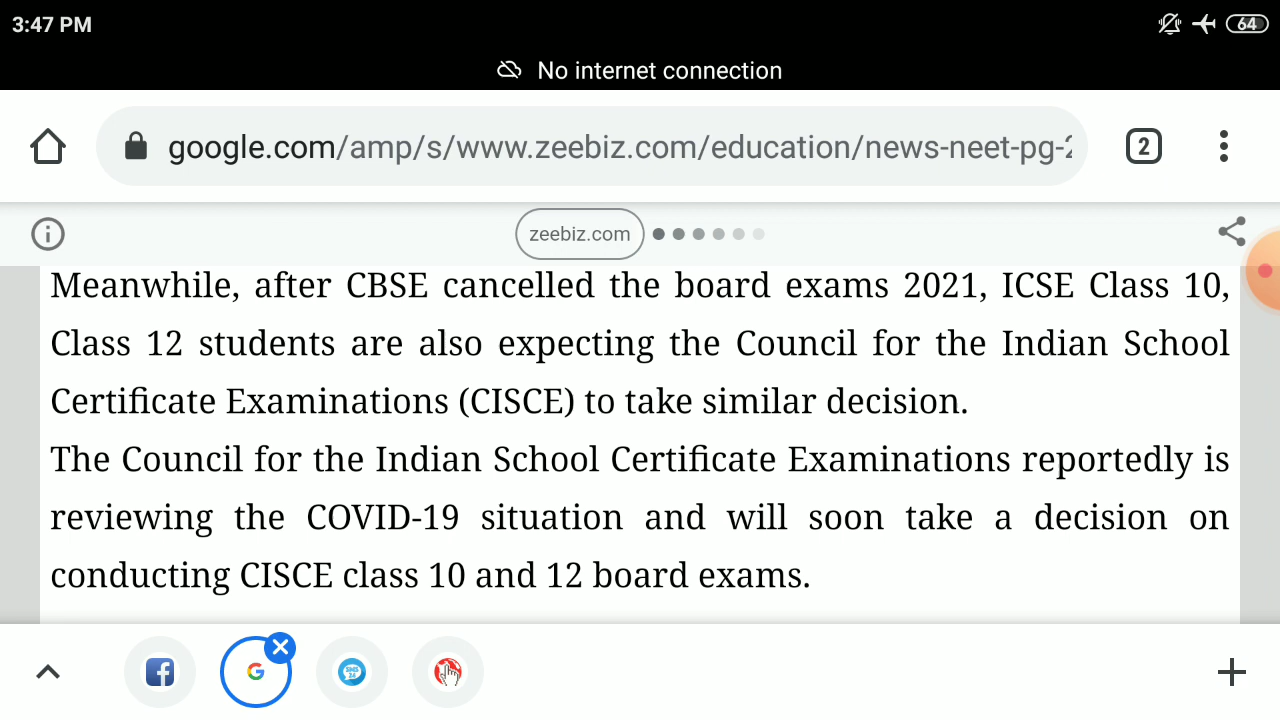 3:47 PM
64
No internet connection
google.com/amp/s/www.zeebiz.com/education/news-neet-pg-2
2
zeebiz.com
Meanwhile, after CBSE cancelled the board exams 2021, ICSE Class 10,
Class 12 students are also expecting the Council for the Indian School
Certificate Examinations (CISCE) to take similar decision.
The Council for the Indian School Certificate Examinations reportedly is
reviewing the COVID-19 situation and will soon take a decision on
conducting CISCE class 10 and 12 board exams.